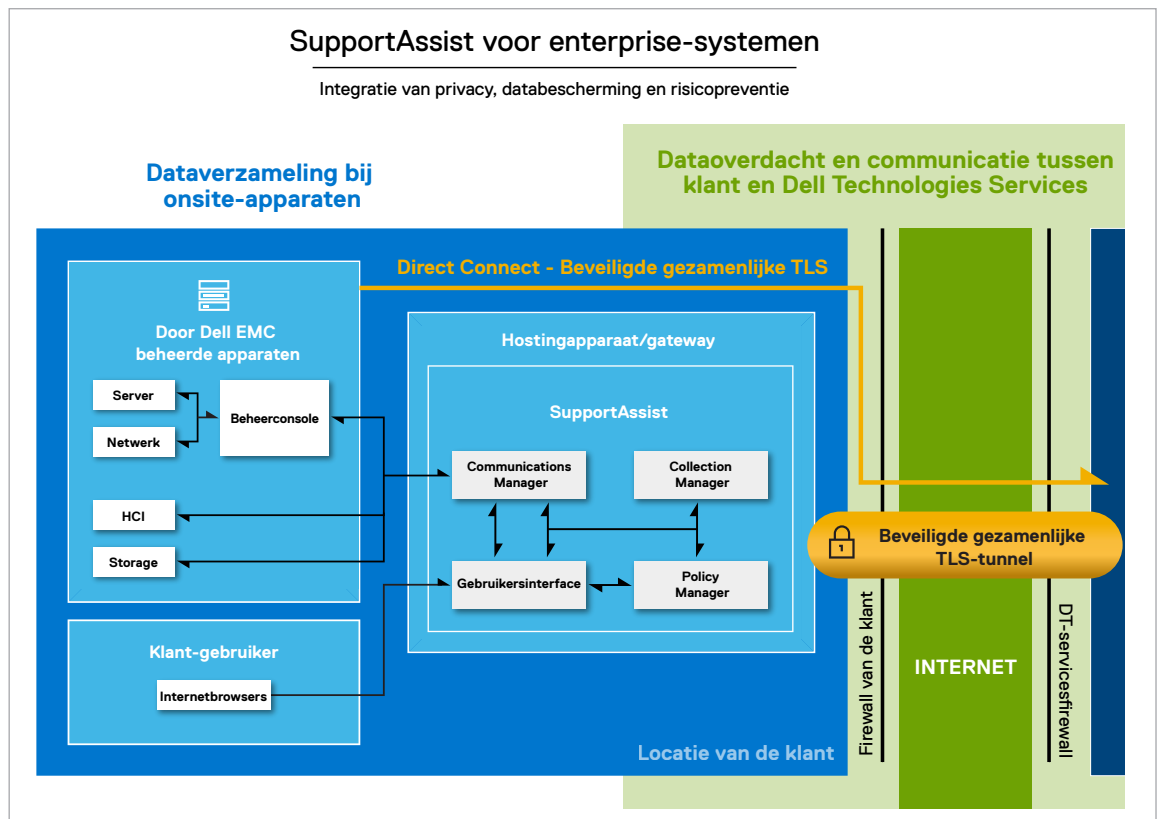 SupportAssist voor enterprise-systemen
Integratie van privacy, databescherming en risicopreventie
Dataverzameling bij
onsite-apparaten
Dataoverdacht en communicatie tussen
klant en Dell Technologies Services
Direct Connect - Beveiligde gezamenlijke TLS
Door Dell EMC
beheerde apparaten
Server
Netwerk
Beheerconsole
HCI
Storage
Klant-gebruiker
Internetbrowsers
Hostingapparaat/gateway
SupportAssist
Communications
Manager
Collection
Manager
Gebruikersinterface
Policy
Manager
Locatie van de klant
Beveiligde gezamenlijke
TLS-tunnel
1
Firewall van de klant
INTERNET
DT-servicesfirewall